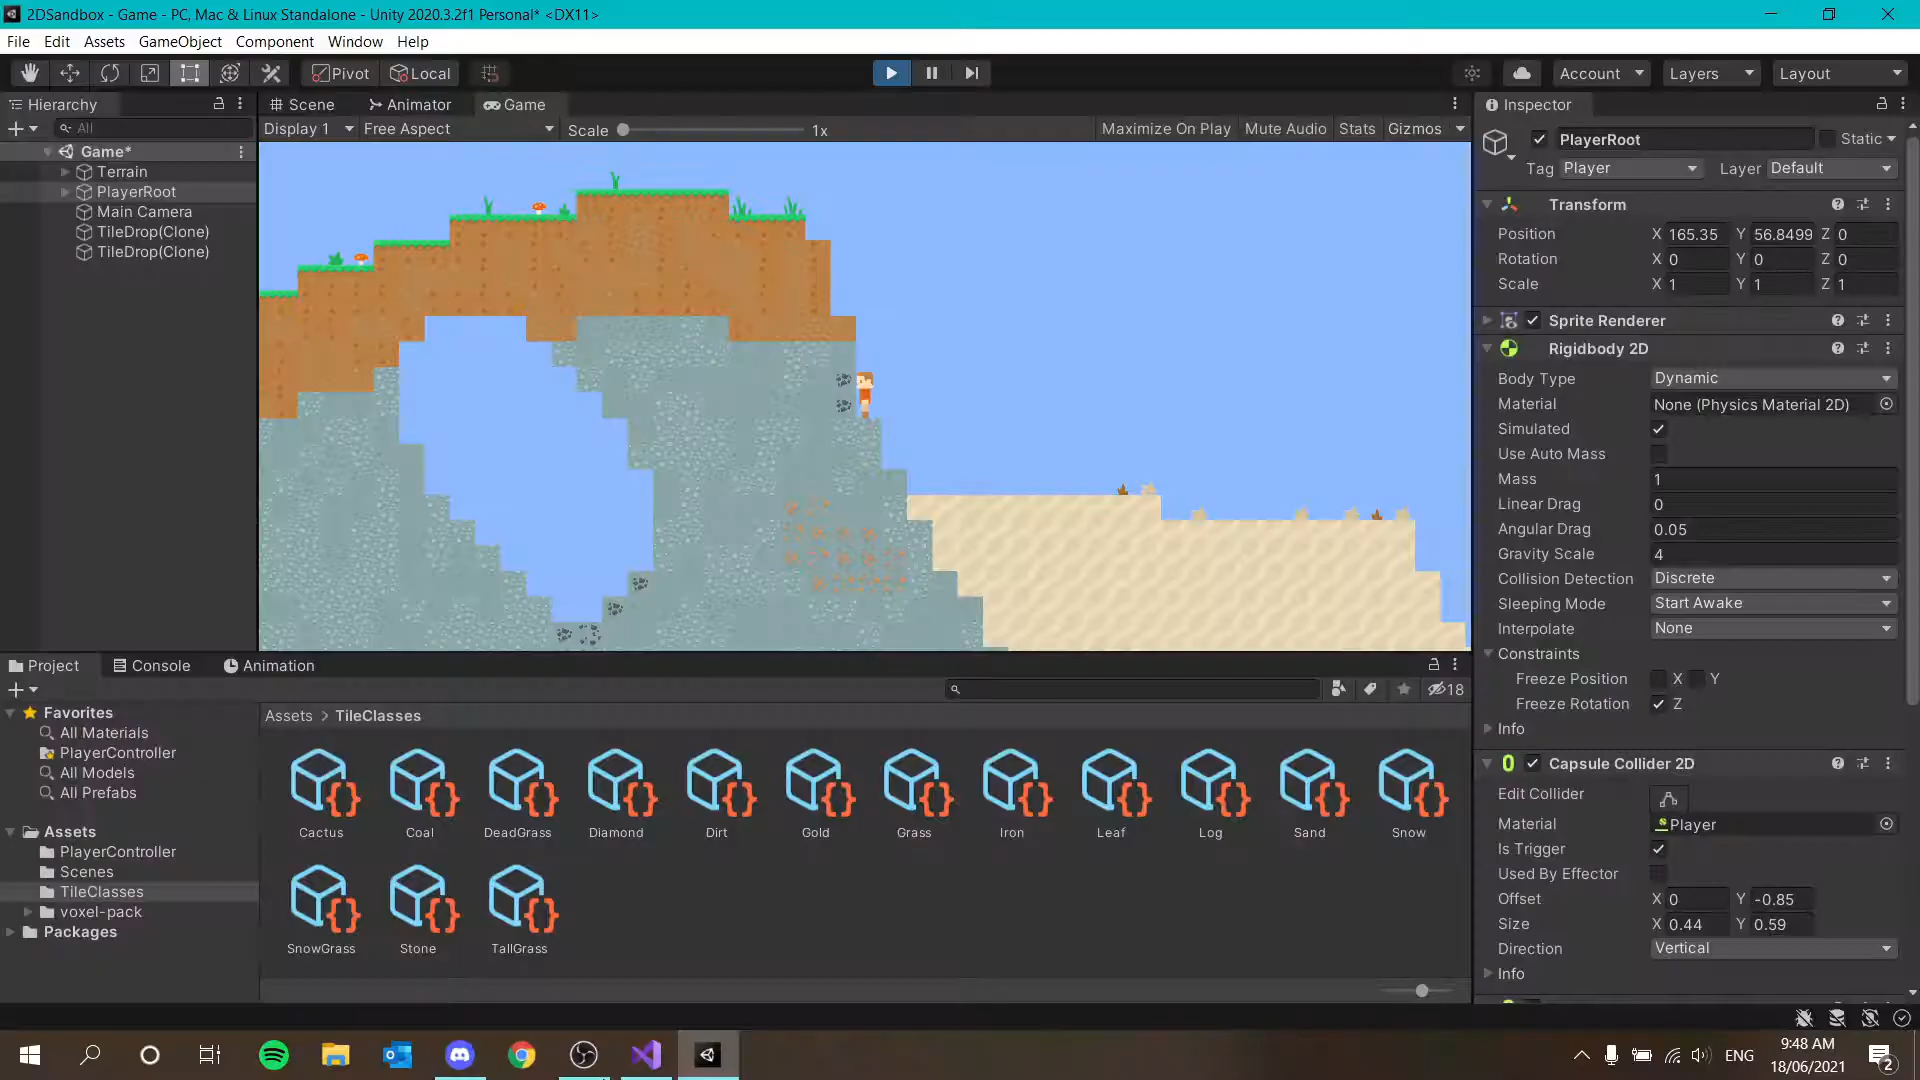 2DSandbox - Game - PC, Mac & Linux Standalone - Unity 2020.3.2f1 Personal* <DX11>
File Edit Assets GameObject Component Window Help
Pivot Local Account Layers Layout
Hierarchy
All
Game*
Terrain
PlayerRoot
Main Camera
TileDrop(Clone)
TileDrop(Clone)
Scene Animator Game
Display 1 Free Aspect Scale 1x Maximize On Play Mute Audio Stats Gizmos
Inspector
PlayerRoot Static
Tag Player Layer Default
Transform
Position X 165.35 Y 56.8499 Z 0
Rotation X 0 Y 0 Z 0
Scale X 1 Y 1 Z 1
Sprite Renderer
Rigidbody 2D
Body Type Dynamic
Material None (Physics Material 2D)
Simulated
Use Auto Mass
Mass 1
Linear Drag 0
Angular Drag 0.05
Gravity Scale 4
Collision Detection Discrete
Sleeping Mode Start Awake
Interpolate None
Constraints
Freeze Position X Y
Freeze Rotation Z
Info
Capsule Collider 2D
Edit Collider
Material Player
Is Trigger
Used By Effector
Offset X 0 Y -0.85
Size X 0.44 Y 0.59
Direction Vertical
Info
Project Console Animation
18
Favorites
All Materials
PlayerController
All Models
All Prefabs
Assets
PlayerController
Scenes
TileClasses
voxel-pack
Packages
Assets > TileClasses
Cactus Coal DeadGrass Diamond Dirt Gold Grass Iron Leaf Log Sand Snow
SnowGrass Stone TallGrass
ENG
9:48 AM
18/06/2021
2